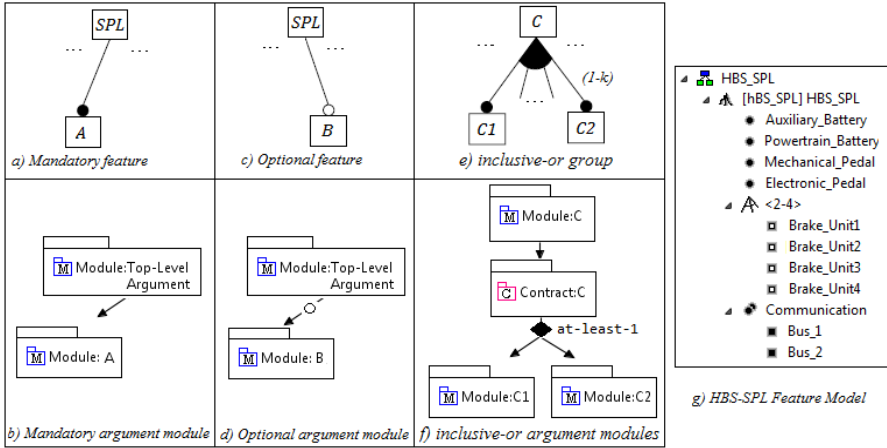 SPL
... ...
A
a) Mandatory feature
SPL
... ...
B
c) Optional feature
C
(1-k)
...
C1
C2
e) inclusive-or group
M Module:Top-Level
Argument
M Module: A
b) Mandatory argument module
M Module:Top-Level
Argument
M Module: B
d) Optional argument module
M Module:C
C Contract:C
at-least-1
M Module:C1
M Module:C2
f) inclusive-or argument modules
HBS_SPL
[hBS_SPL] HBS_SPL
Auxiliary_Battery
Powertrain_Battery
Mechanical_Pedal
Electronic_Pedal
<2-4>
Brake_Unit1
Brake_Unit2
Brake_Unit3
Brake_Unit4
Communication
Bus_1
Bus_2
g) HBS-SPL Feature Model